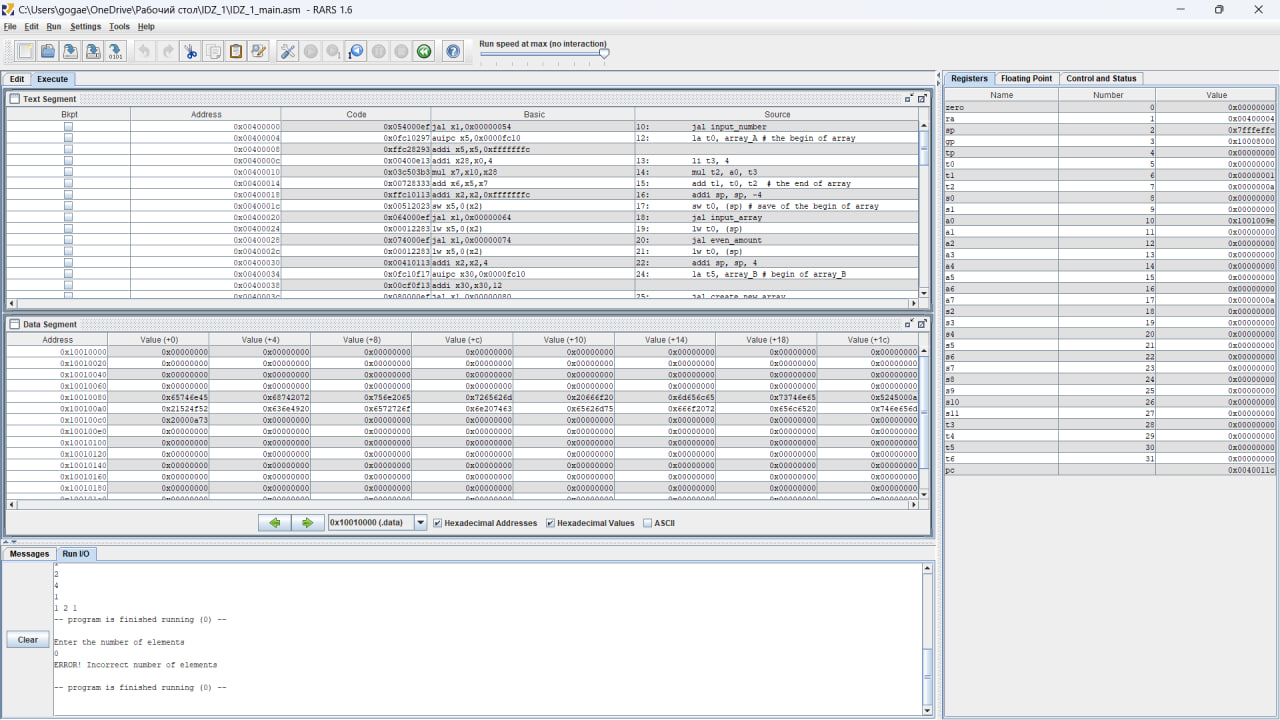 C:\Users\gogae\OneDrive\Рабочий стол\IDZ_1\IDZ_1_main.asm - RARS 1.6
File Edit Run Settings Tools Help
Run speed at max (no interaction)
Edit Execute
Text Segment
Bkpt Address Code Basic Source
0x00400000 0x054000ef jal x1,0x00000054 10: jal input_number
0x00400004 0x0fc10297 auipc x5,0x0000fc10 12: la t0, array_A # the begin of array
0x00400008 0xffc28293 addi x5,x5,0xfffffffc
0x0040000c 0x00400e13 addi x28,x0,4 13: li t3, 4
0x00400010 0x03c503b3 mul x7,x10,x28 14: mul t2, a0, t3
0x00400014 0x00728333 add x6,x5,x7 15: add t1, t0, t2 # the end of array
0x00400018 0xffc10113 addi x2,x2,0xfffffffc 16: addi sp, sp, -4
0x0040001c 0x00512023 sw x5,0(x2) 17: sw t0, (sp) # save of the begin of array
0x00400020 0x064000ef jal x1,0x00000064 18: jal input_array
0x00400024 0x00012283 lw x5,0(x2) 19: lw t0, (sp)
0x00400028 0x074000ef jal x1,0x00000074 20: jal even_amount
0x0040002c 0x00012283 lw x5,0(x2) 21: lw t0, (sp)
0x00400030 0x00410113 addi x2,x2,4 22: addi sp, sp, 4
0x00400034 0x0fc10f17 auipc x30,0x0000fc10 24: la t5, array_B # begin of array_B
0x00400038 0x00cf0f13 addi x30,x30,12
0x0040003c 0x080000ef jal x1,0x00000080 25: jal create_new_array
Data Segment
Address Value (+0) Value (+4) Value (+8) Value (+c) Value (+10) Value (+14) Value (+18) Value (+1c)
0x10010000 0x00000000 0x00000000 0x00000000 0x00000000 0x00000000 0x00000000 0x00000000 0x00000000
0x10010020 0x00000000 0x00000000 0x00000000 0x00000000 0x00000000 0x00000000 0x00000000 0x00000000
0x10010040 0x00000000 0x00000000 0x00000000 0x00000000 0x00000000 0x00000000 0x00000000 0x00000000
0x10010060 0x00000000 0x00000000 0x00000000 0x00000000 0x00000000 0x00000000 0x00000000 0x00000000
0x10010080 0x65746e45 0x68742072 0x756e2065 0x7265626d 0x20666f20 0x6d656c65 0x73746e65 0x5245000a
0x100100a0 0x21524f52 0x636e4920 0x6572726f 0x6e207463 0x65626d75 0x666f2072 0x656c6520 0x746e656d
0x100100c0 0x20000a73 0x00000000 0x00000000 0x00000000 0x00000000 0x00000000 0x00000000 0x00000000
0x100100e0 0x00000000 0x00000000 0x00000000 0x00000000 0x00000000 0x00000000 0x00000000 0x00000000
0x10010100 0x00000000 0x00000000 0x00000000 0x00000000 0x00000000 0x00000000 0x00000000 0x00000000
0x10010120 0x00000000 0x00000000 0x00000000 0x00000000 0x00000000 0x00000000 0x00000000 0x00000000
0x10010140 0x00000000 0x00000000 0x00000000 0x00000000 0x00000000 0x00000000 0x00000000 0x00000000
0x10010160 0x00000000 0x00000000 0x00000000 0x00000000 0x00000000 0x00000000 0x00000000 0x00000000
0x10010180 0x00000000 0x00000000 0x00000000 0x00000000 0x00000000 0x00000000 0x00000000 0x00000000
0x10010000 (.data) Hexadecimal Addresses Hexadecimal Values ASCII
Messages Run I/O
2
4
1
1 2 1
-- program is finished running (0) --
Enter the number of elements
0
ERROR! Incorrect number of elements
-- program is finished running (0) --
Clear
Registers Floating Point Control and Status
Name Number Value
zero 0 0x00000000
ra 1 0x00400004
sp 2 0x7fffeffc
gp 3 0x10008000
tp 4 0x00000000
t0 5 0x00000000
t1 6 0x00000001
t2 7 0x0000000a
s0 8 0x00000000
s1 9 0x00000000
a0 10 0x1001009e
a1 11 0x00000000
a2 12 0x00000000
a3 13 0x00000000
a4 14 0x00000000
a5 15 0x00000000
a6 16 0x00000000
a7 17 0x0000000a
s2 18 0x00000000
s3 19 0x00000000
s4 20 0x00000000
s5 21 0x00000000
s6 22 0x00000000
s7 23 0x00000000
s8 24 0x00000000
s9 25 0x00000000
s10 26 0x00000000
s11 27 0x00000000
t3 28 0x00000000
t4 29 0x00000000
t5 30 0x00000000
t6 31 0x00000000
pc 0x0040011c